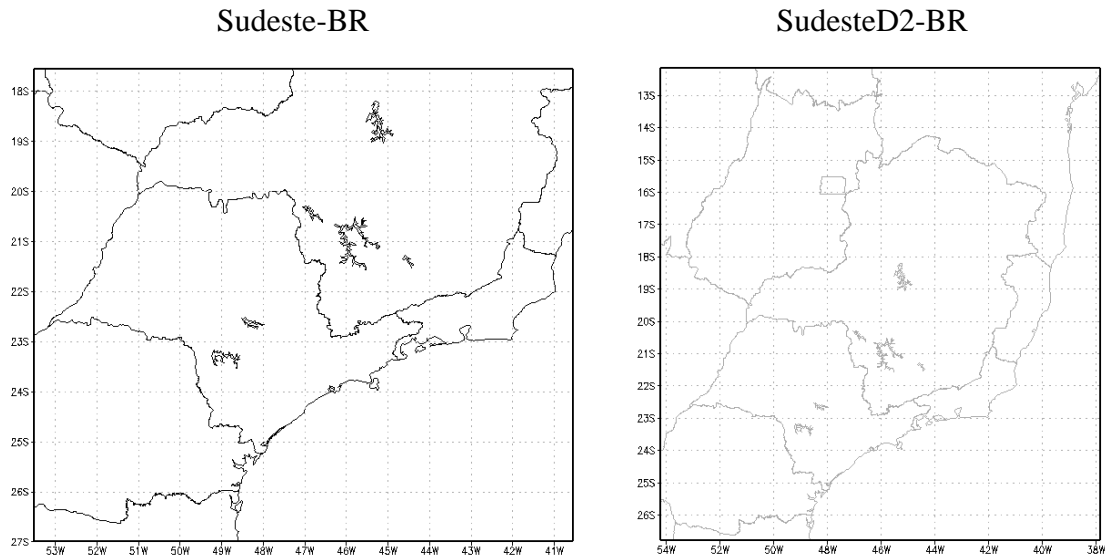 Sudeste-BR
SudesteD2-BR
18S
19S
20S
21S
22S
23S
24S
25S
26S
27S
53W 52W 51W 50W 49W 48W 47W 46W 45W 44W 43W 42W 41W
13S
14S
15S
16S
17S
18S
19S
20S
21S
22S
23S
24S
25S
26S
54W 52W 50W 48W 46W 44W 42W 40W 38W